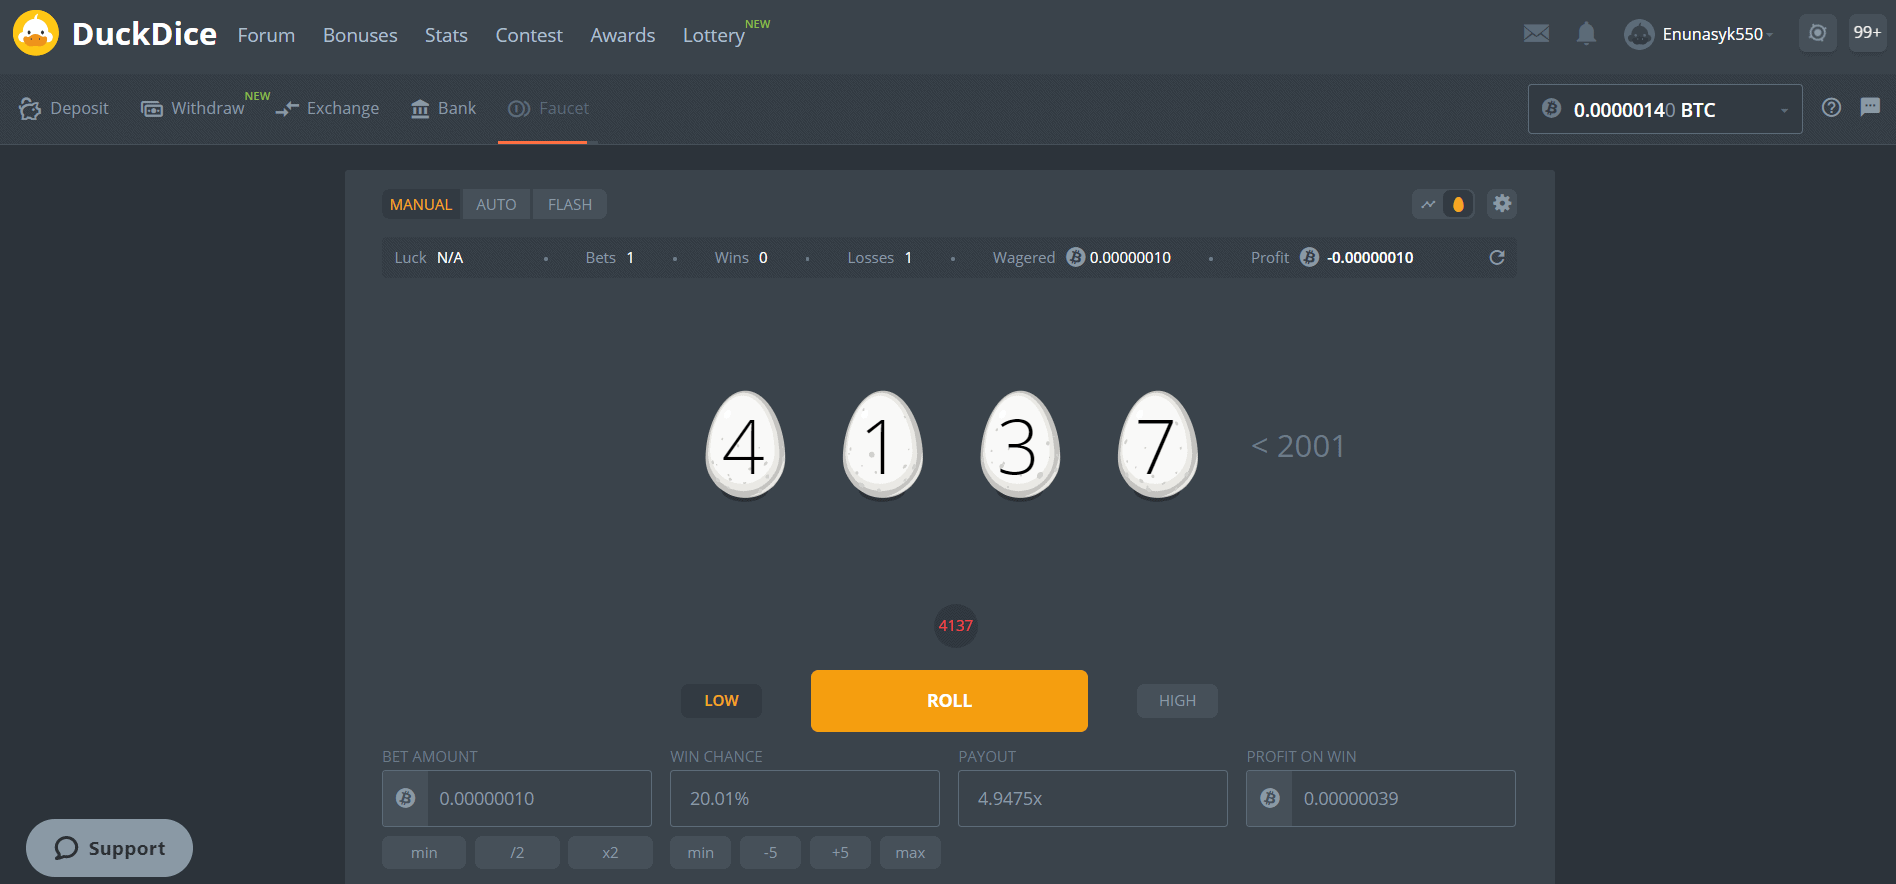 DuckDice Forum Bonuses Stats Contest Awards Lottery NEW Enunasyk550 99+
Deposit Withdraw NEW Exchange Bank Faucet 0.00000140 BTC
MANUAL AUTO FLASH
Luck N/A Bets 1 Wins 0 Losses 1 Wagered 0.00000010 Profit -0.00000010
4 1 3 7 < 2001
4137
LOW ROLL HIGH
BET AMOUNT WIN CHANCE PAYOUT PROFIT ON WIN
0.00000010 20.01% 4.9475x 0.00000039
Support min /2 x2 min -5 +5 max